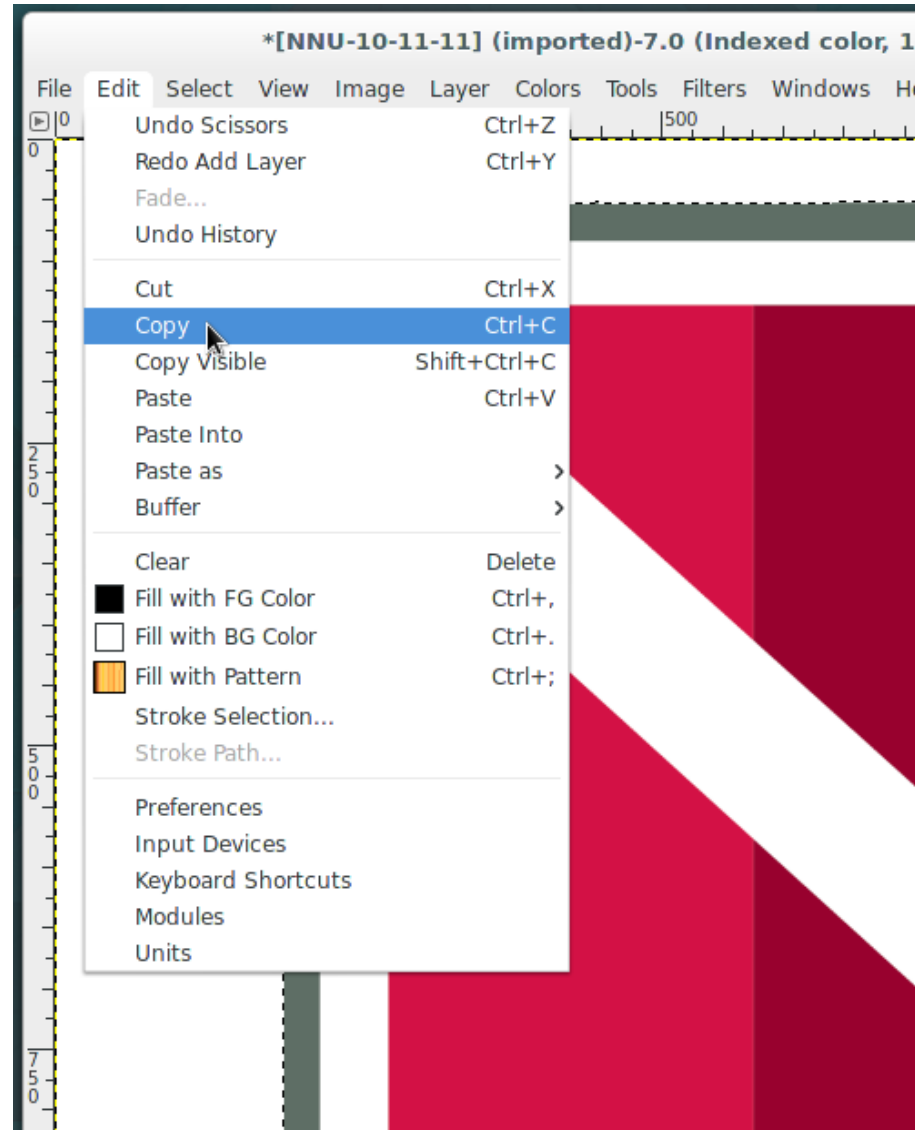 *[NNU-10-11-11] (imported)-7.0 (Indexed color, 1
File Edit Select View Image Layer Colors Tools Filters Windows
0 500
Undo Scissors Ctrl+Z
Redo Add Layer Ctrl+Y
Fade...
Undo History
Cut Ctrl+X
Copy Ctrl+C
Copy Visible Shift+Ctrl+C
Paste Ctrl+V
Paste Into
Paste as
Buffer
Clear Delete
Fill with FG Color Ctrl+,
Fill with BG Color Ctrl+.
Fill with Pattern Ctrl+;
Stroke Selection...
Stroke Path...
Preferences
Input Devices
Keyboard Shortcuts
Modules
Units
0
250
500
750